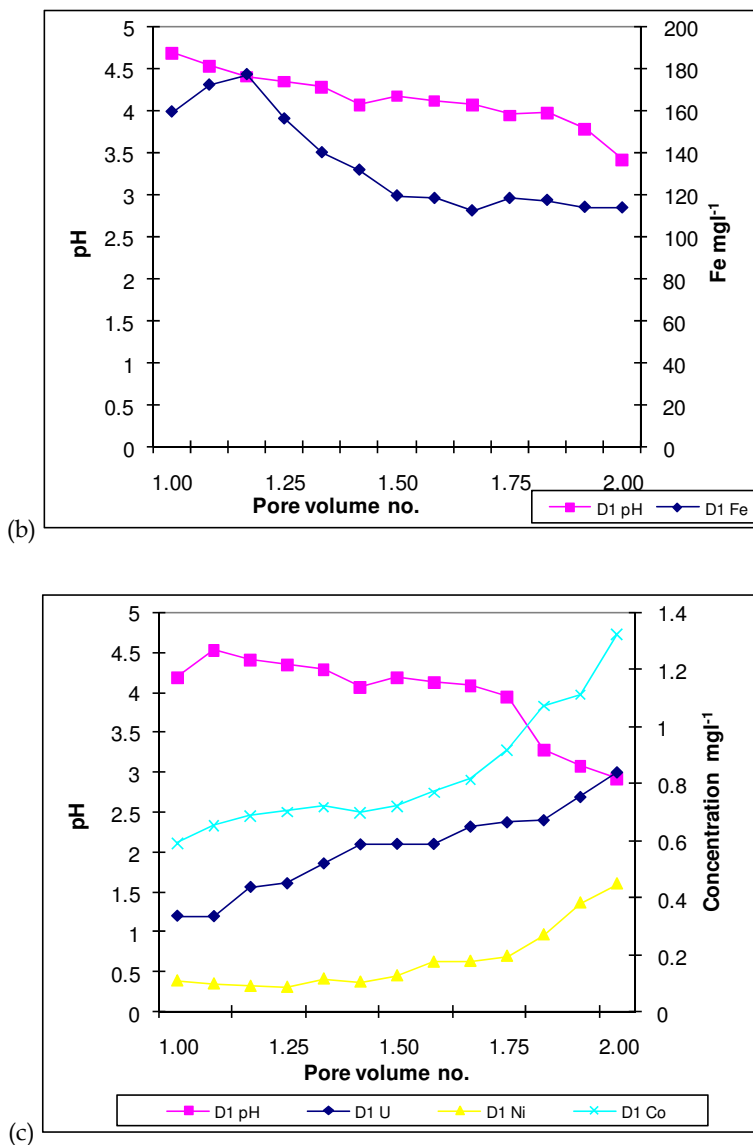 5 200
4.5 180
4 160
3.5 140
3 120
2.5 100
2 80
1.5 60
1 40
0.5 20
0 0
pH
Fe mgl-1
1.00 1.25 1.50 1.75 2.00
Pore volume no.
D1 pH D1 Fe
(b)
5 1.4
4.5
4 1.2
3.5 1
3 0.8
2.5
2 0.6
1.5 0.4
1
0.5 0.2
0 0
pH
Concentration mgl-1
1.00 1.25 1.50 1.75 2.00
Pore volume no.
D1 pH D1 U D1 Ni D1 Co
(c)